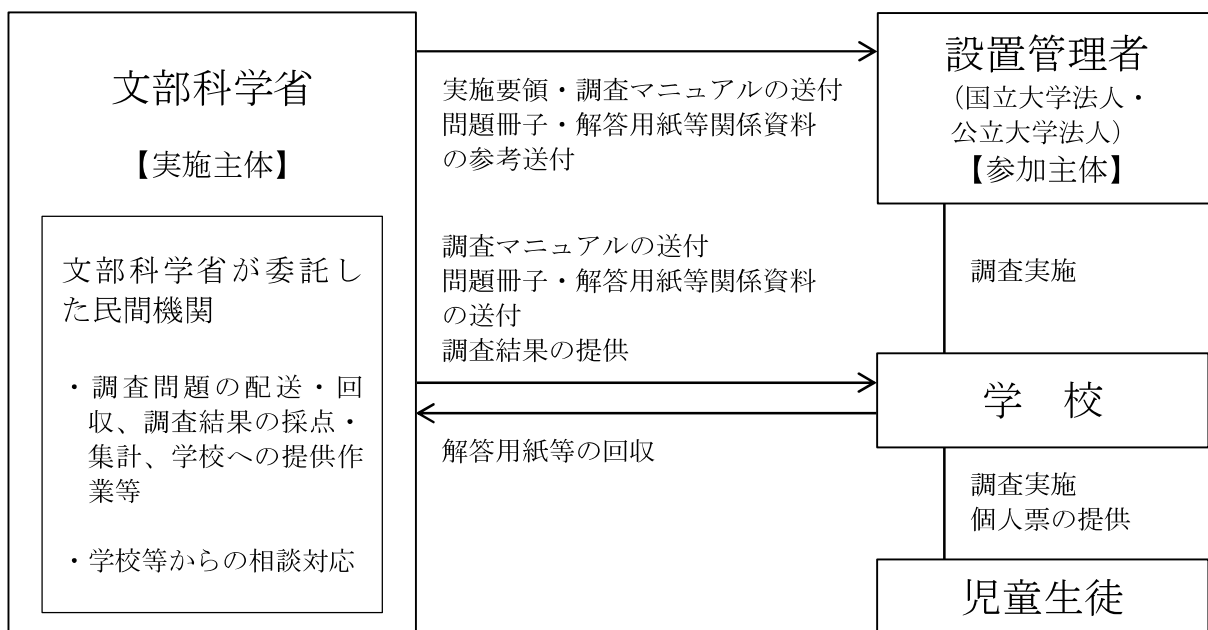 文部科学省
【実施主体】
文部科学省が委託し
た民間機関
・調査問題の配送・回
収、調査結果の採点・
集計、学校への提供作
業等
・学校等からの相談対応
実施要領・調査マニュアルの送付
問題冊子・解答用紙等関係資料
の参考送付
調査マニュアルの送付
問題冊子・解答用紙等関係資料
の送付
調査結果の提供
解答用紙等の回収
設置管理者
（国立大学法人・
公立大学法人）
【参加主体】
調査実施
学　校
調査実施
個人票の提供
児童生徒